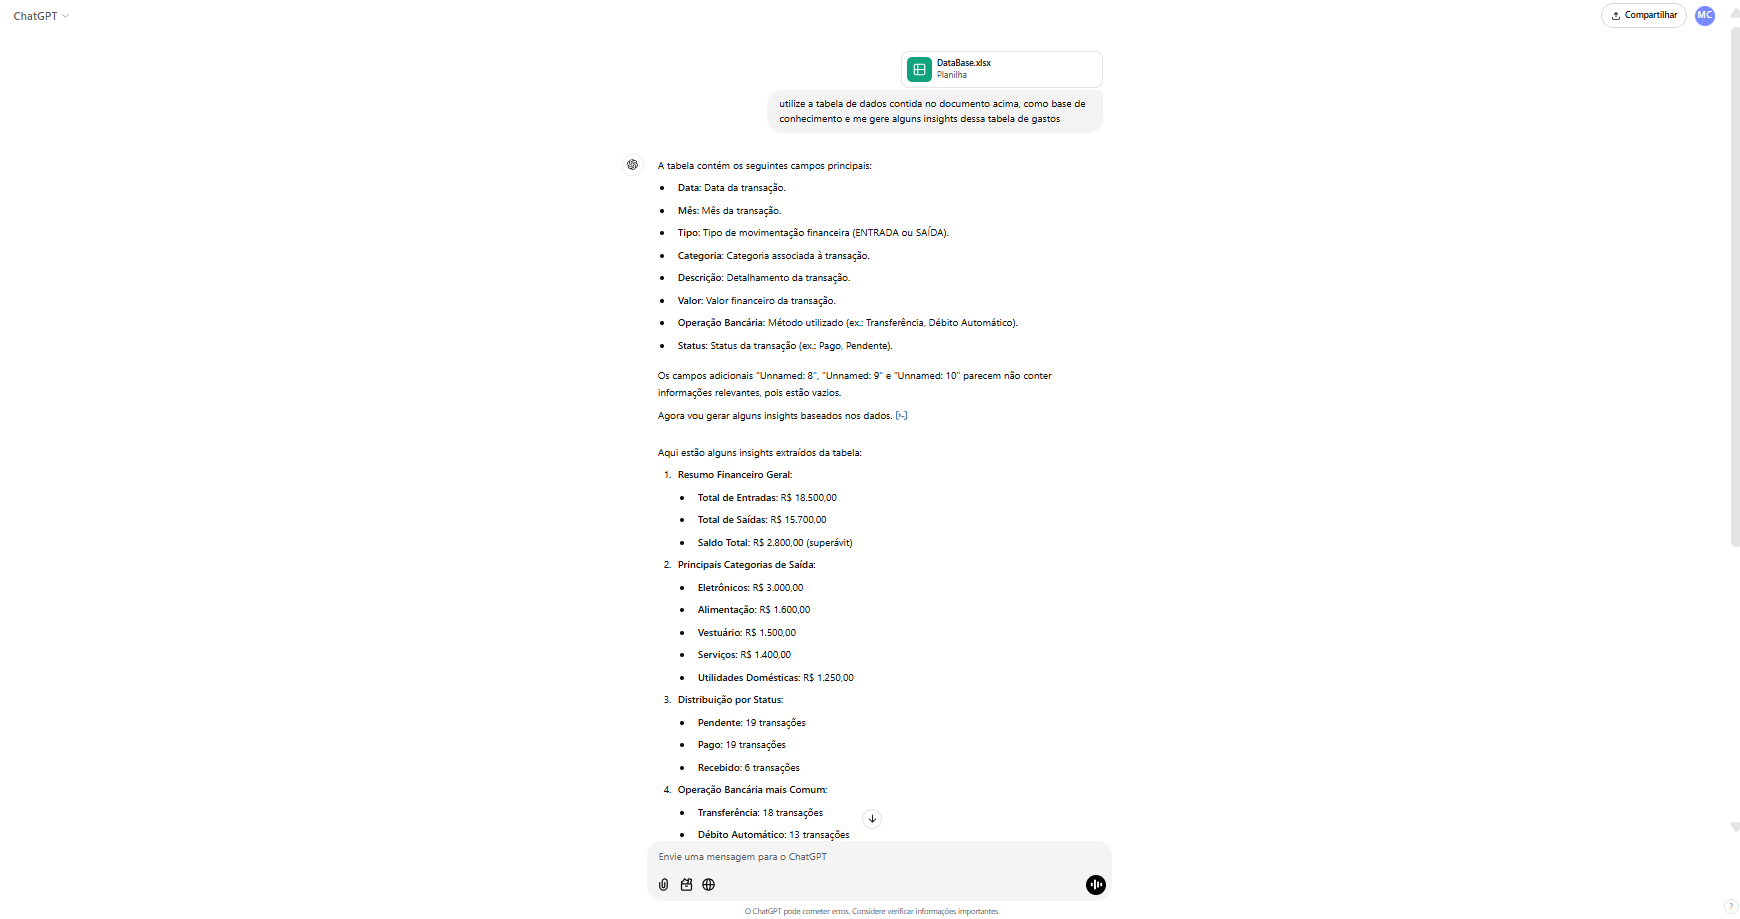 ChatGPT
Compartilhar
MC
DataBase.xlsx
Planilha
utilize a tabela de dados contida no documento acima, como base de
conhecimento e me gere alguns insights dessa tabela de gastos
A tabela contém os seguintes campos principais:
• Data: Data da transação.
• Mês: Mês da transação.
• Tipo: Tipo de movimentação financeira (ENTRADA ou SAÍDA).
• Categoria: Categoria associada à transação.
• Descrição: Detalhamento da transação.
• Valor: Valor financeiro da transação.
• Operação Bancária: Método utilizado (ex.: Transferência, Débito Automático).
• Status: Status da transação (ex.: Pago, Pendente).
Os campos adicionais "Unnamed: 8", "Unnamed: 9" e "Unnamed: 10" parecem não conter
informações relevantes, pois estão vazios.
Agora vou gerar alguns insights baseados nos dados. [>-]
Aqui estão alguns insights extraídos da tabela:
1. Resumo Financeiro Geral:
• Total de Entradas: R$ 18.500,00
• Total de Saídas: R$ 15.700,00
• Saldo Total: R$ 2.800,00 (superávit)
2. Principais Categorias de Saída:
• Eletrônicos: R$ 3.000,00
• Alimentação: R$ 1.600,00
• Vestuário: R$ 1.500,00
• Serviços: R$ 1.400,00
• Utilidades Domésticas: R$ 1.250,00
3. Distribuição por Status:
• Pendente: 19 transações
• Pago: 19 transações
• Recebido: 6 transações
4. Operação Bancária mais Comum:
• Transferência: 18 transações
• Débito Automático: 13 transações
Envie uma mensagem para o ChatGPT
O ChatGPT pode cometer erros. Considere verificar informações importantes.
?